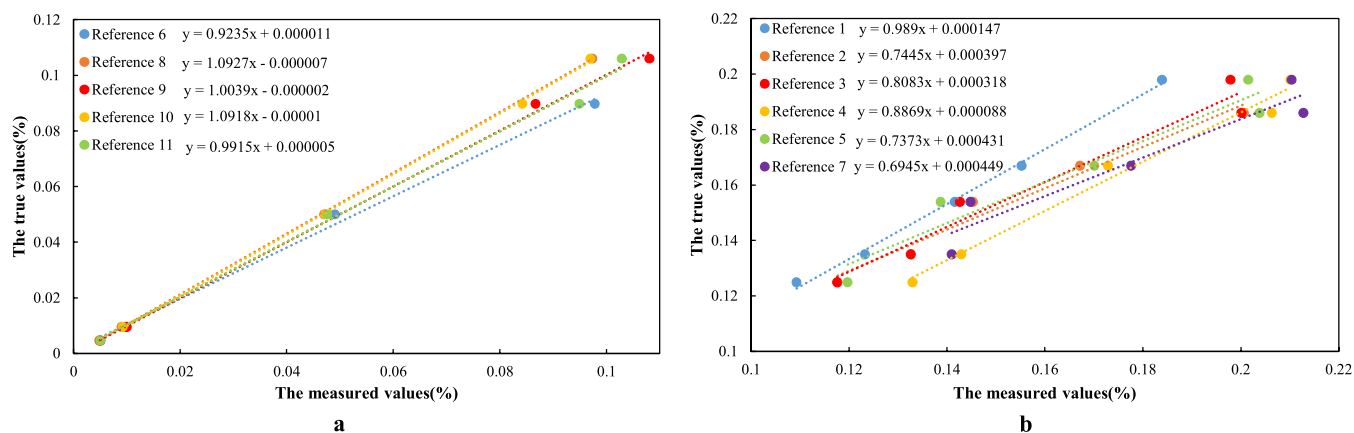 0.12
0.1
0.08
0.06
0.04
0.02
0
The true values(%)
Reference 6 y = 0.9235x + 0.000011
Reference 8 y = 1.0927x - 0.000007
Reference 9 y = 1.0039x - 0.000002
Reference 10 y = 1.0918x - 0.00001
Reference 11 y = 0.9915x + 0.000005
0 0.02 0.04 0.06 0.08 0.1
The measured values(%)
a
0.22
0.2
0.18
0.16
0.14
0.12
0.1
The true values(%)
Reference 1 y = 0.989x + 0.000147
Reference 2 y = 0.7445x + 0.000397
Reference 3 y = 0.8083x + 0.000318
Reference 4 y = 0.8869x + 0.000088
Reference 5 y = 0.7373x + 0.000431
Reference 7 y = 0.6945x + 0.000449
0.1 0.12 0.14 0.16 0.18 0.2 0.22
The measured values(%)
b